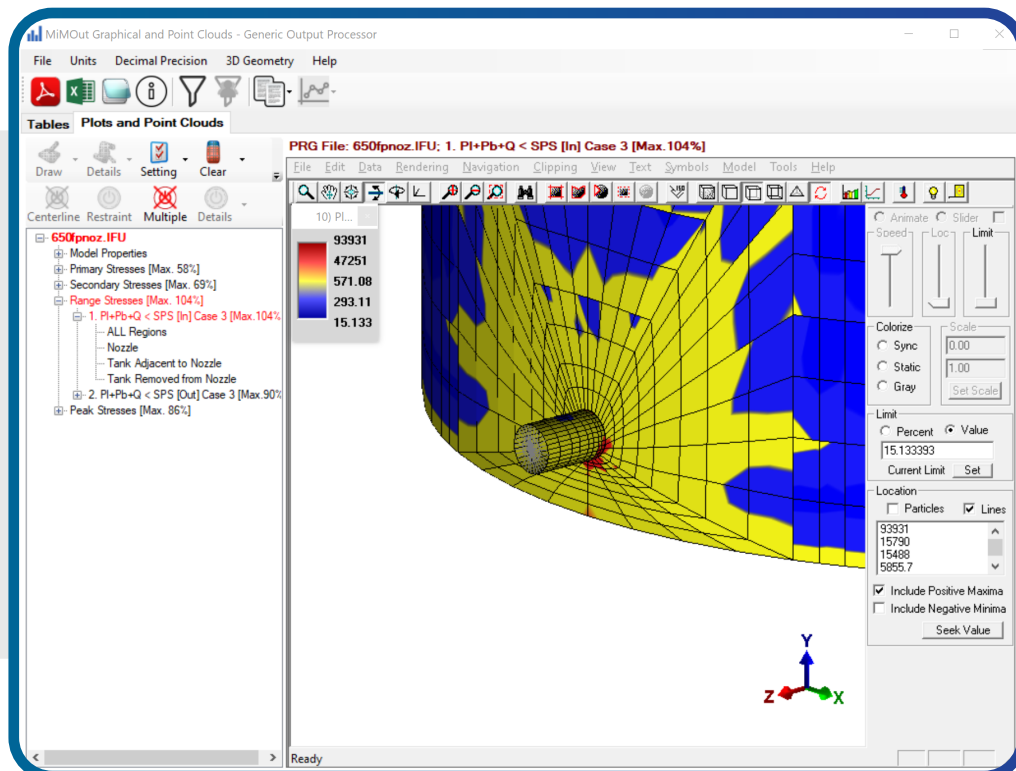 MiMOut Graphical and Point Clouds - Generic Output Processor
File Units Decimal Precision 3D Geometry Help
Tables Plots and Point Clouds
Draw Details Setting Clear
Centerline Restraint Multiple Details
650fpnoz.IFU
Model Properties
Primary Stresses [Max. 58%]
Secondary Stresses [Max. 69%]
Range Stresses [Max. 104%]
1. Pl+Pb+Q < SPS [In] Case 3 [Max.104%
ALL Regions
Nozzle
Tank Adjacent to Nozzle
Tank Removed from Nozzle
2. Pl+Pb+Q < SPS [Out] Case 3 [Max.90%
Peak Stresses [Max. 86%]
PRG File: 650fpnoz.IFU; 1. Pl+Pb+Q < SPS [In] Case 3 [Max.104%]
File Edit Data Rendering Navigation Clipping View Text Symbols Model Tools Help
10) Pl...
93931
47251
571.08
293.11
15.133
Y
Z X
Animate Slider
Speed Loc Limit
Colorize Scale
Sync 0.00
Static 1.00
Gray Set Scale
Limit
Percent Value
15.133393
Current Limit Set
Location
Particles Lines
93931
15790
15488
5855.7
Include Positive Maxima
Include Negative Minima
Seek Value
Ready